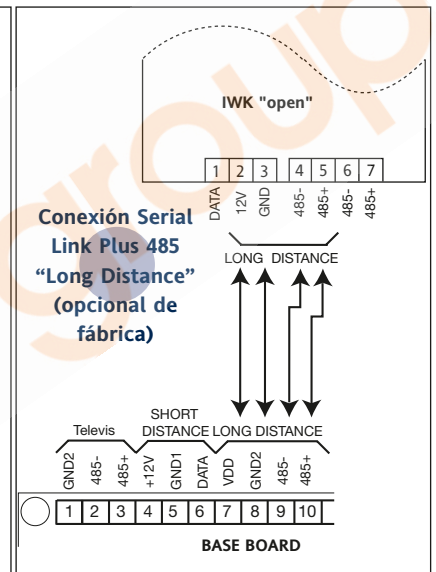 IWK "open"
1 2 3 4 5 6 7
DATA 12V GND 485- 485+ 485- 485+
Conexión Serial
Link Plus 485
“Long Distance”
(opcional de
fábrica)
LONG DISTANCE
SHORT
Televis DISTANCE LONG DISTANCE
GND2 485- 485+ +12V GND1 DATA VDD GND2 485- 485+
1 2 3 4 5 6 7 8 9 10
BASE BOARD
group